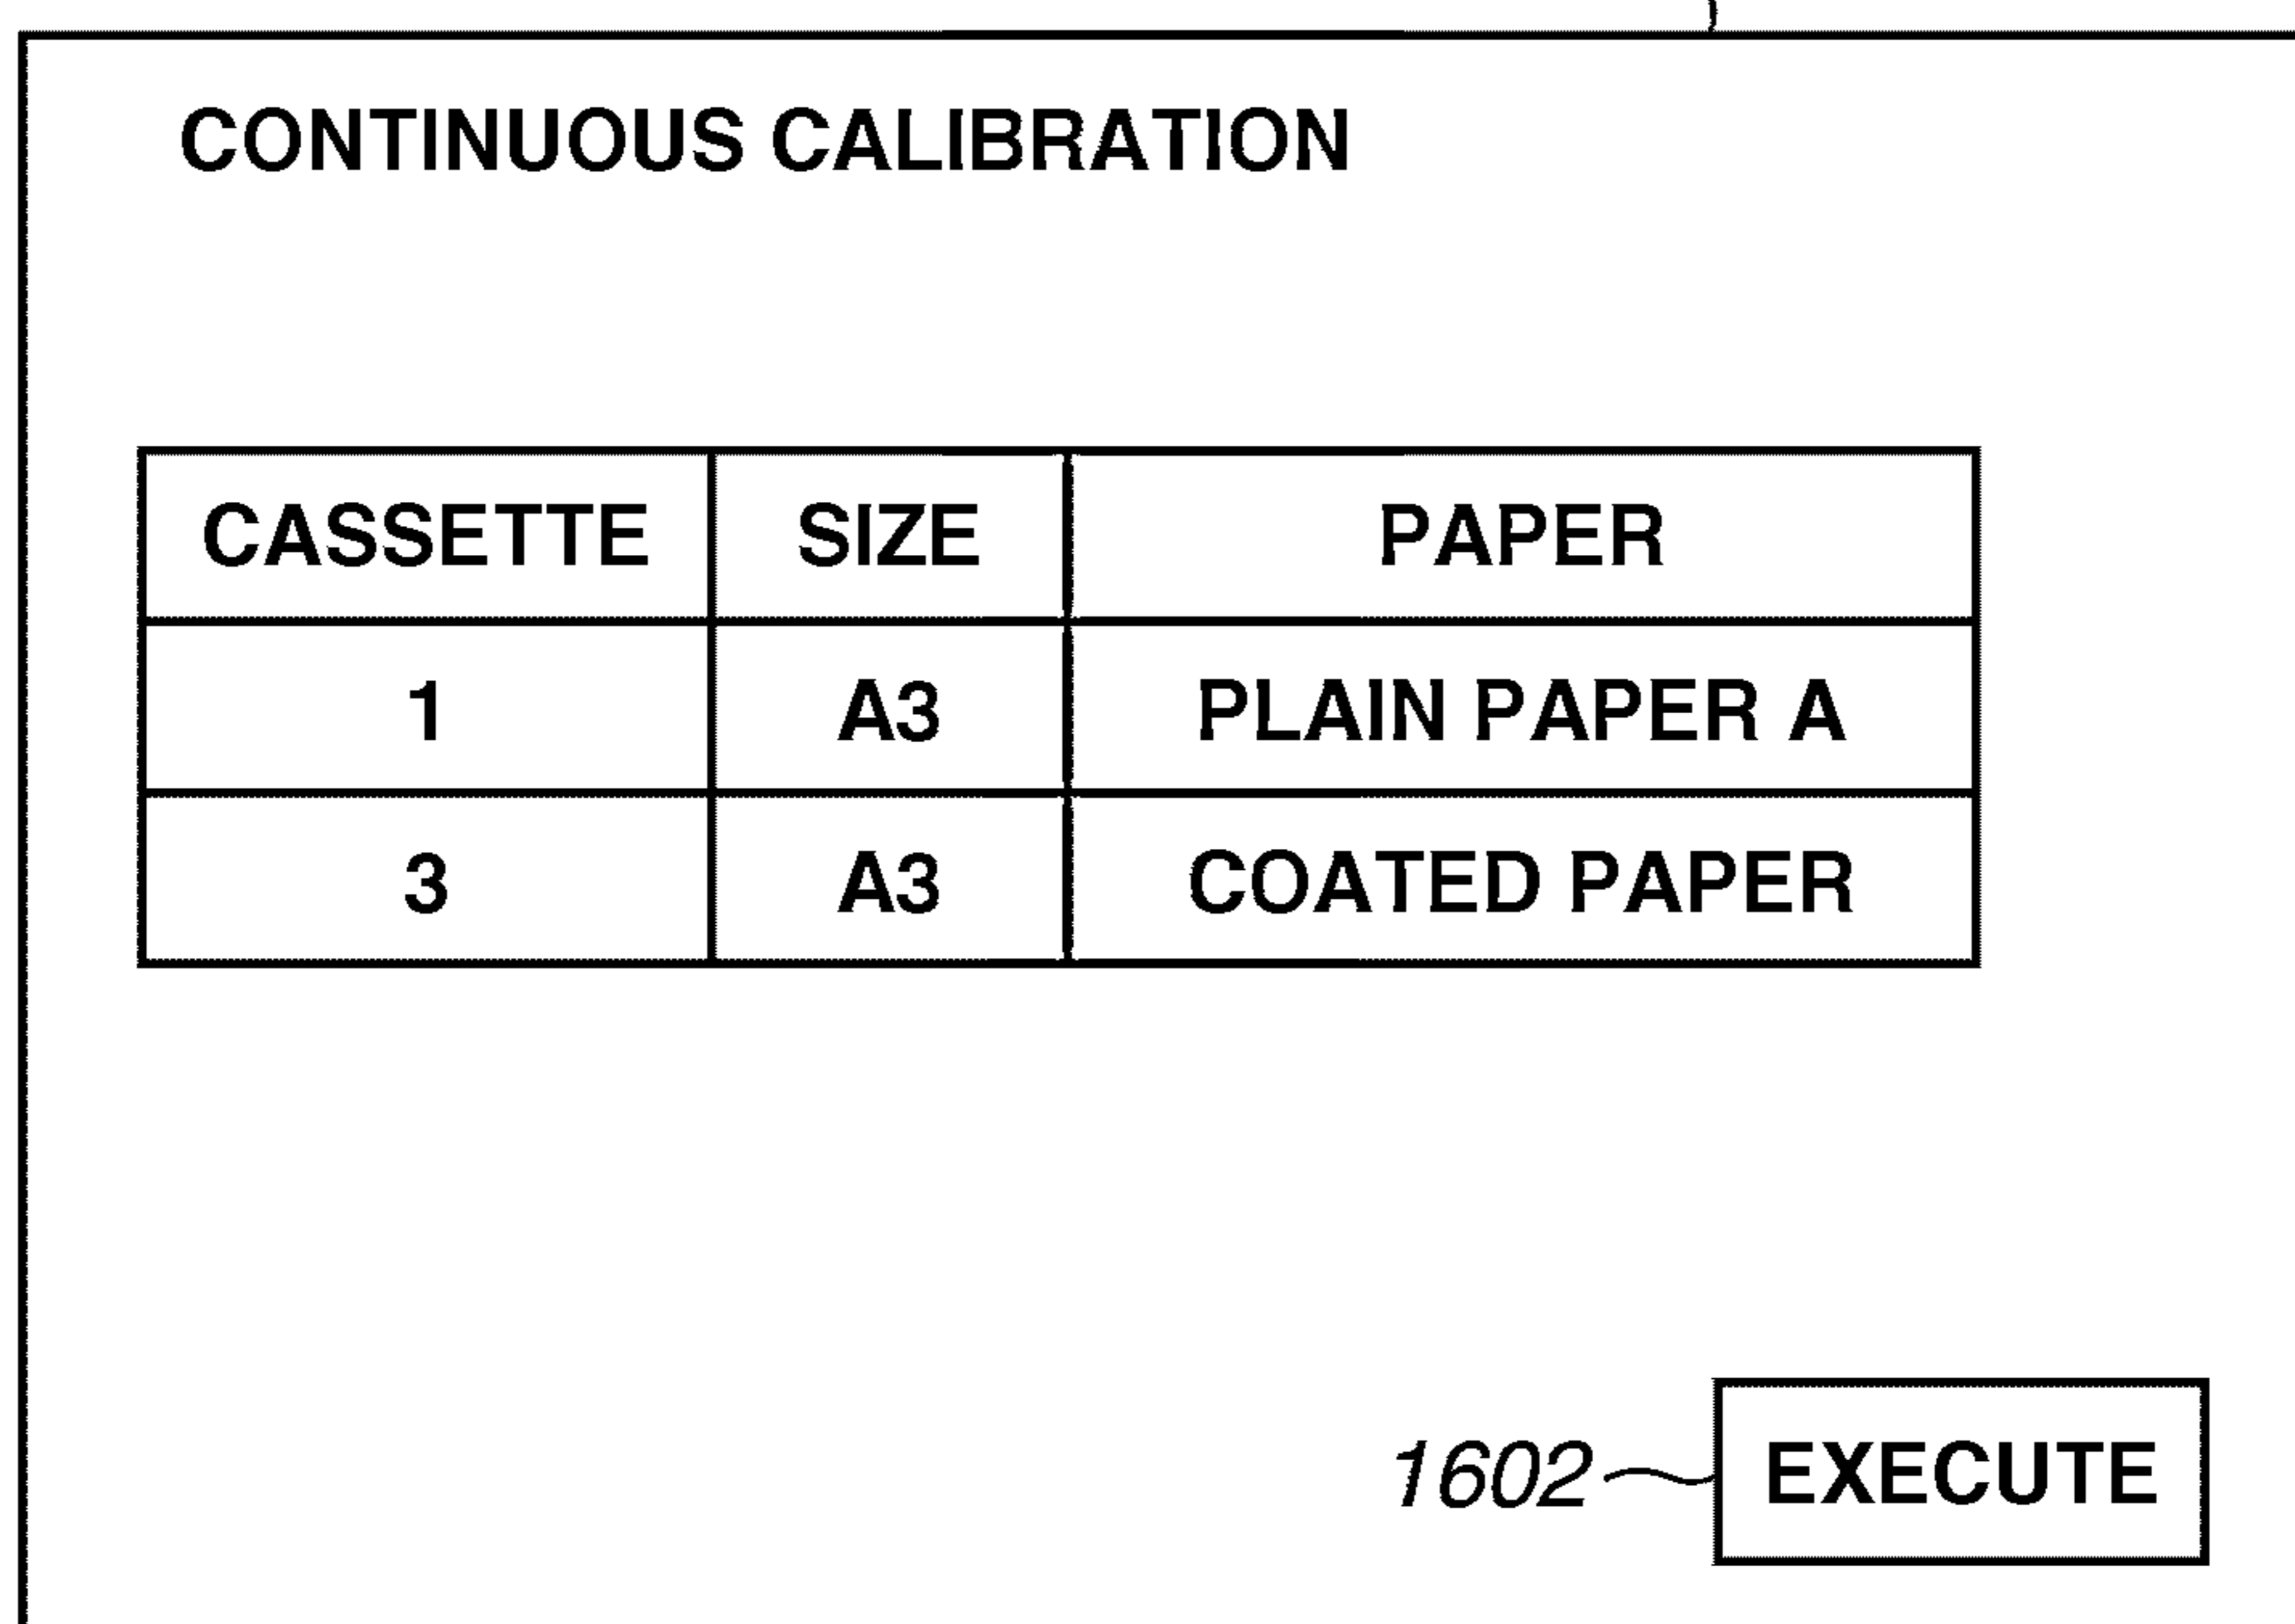 CONTINUOUS CALIBRATION
CASSETTE SIZE PAPER
1 A3 PLAIN PAPER A
3 A3 COATED PAPER
1602 EXECUTE